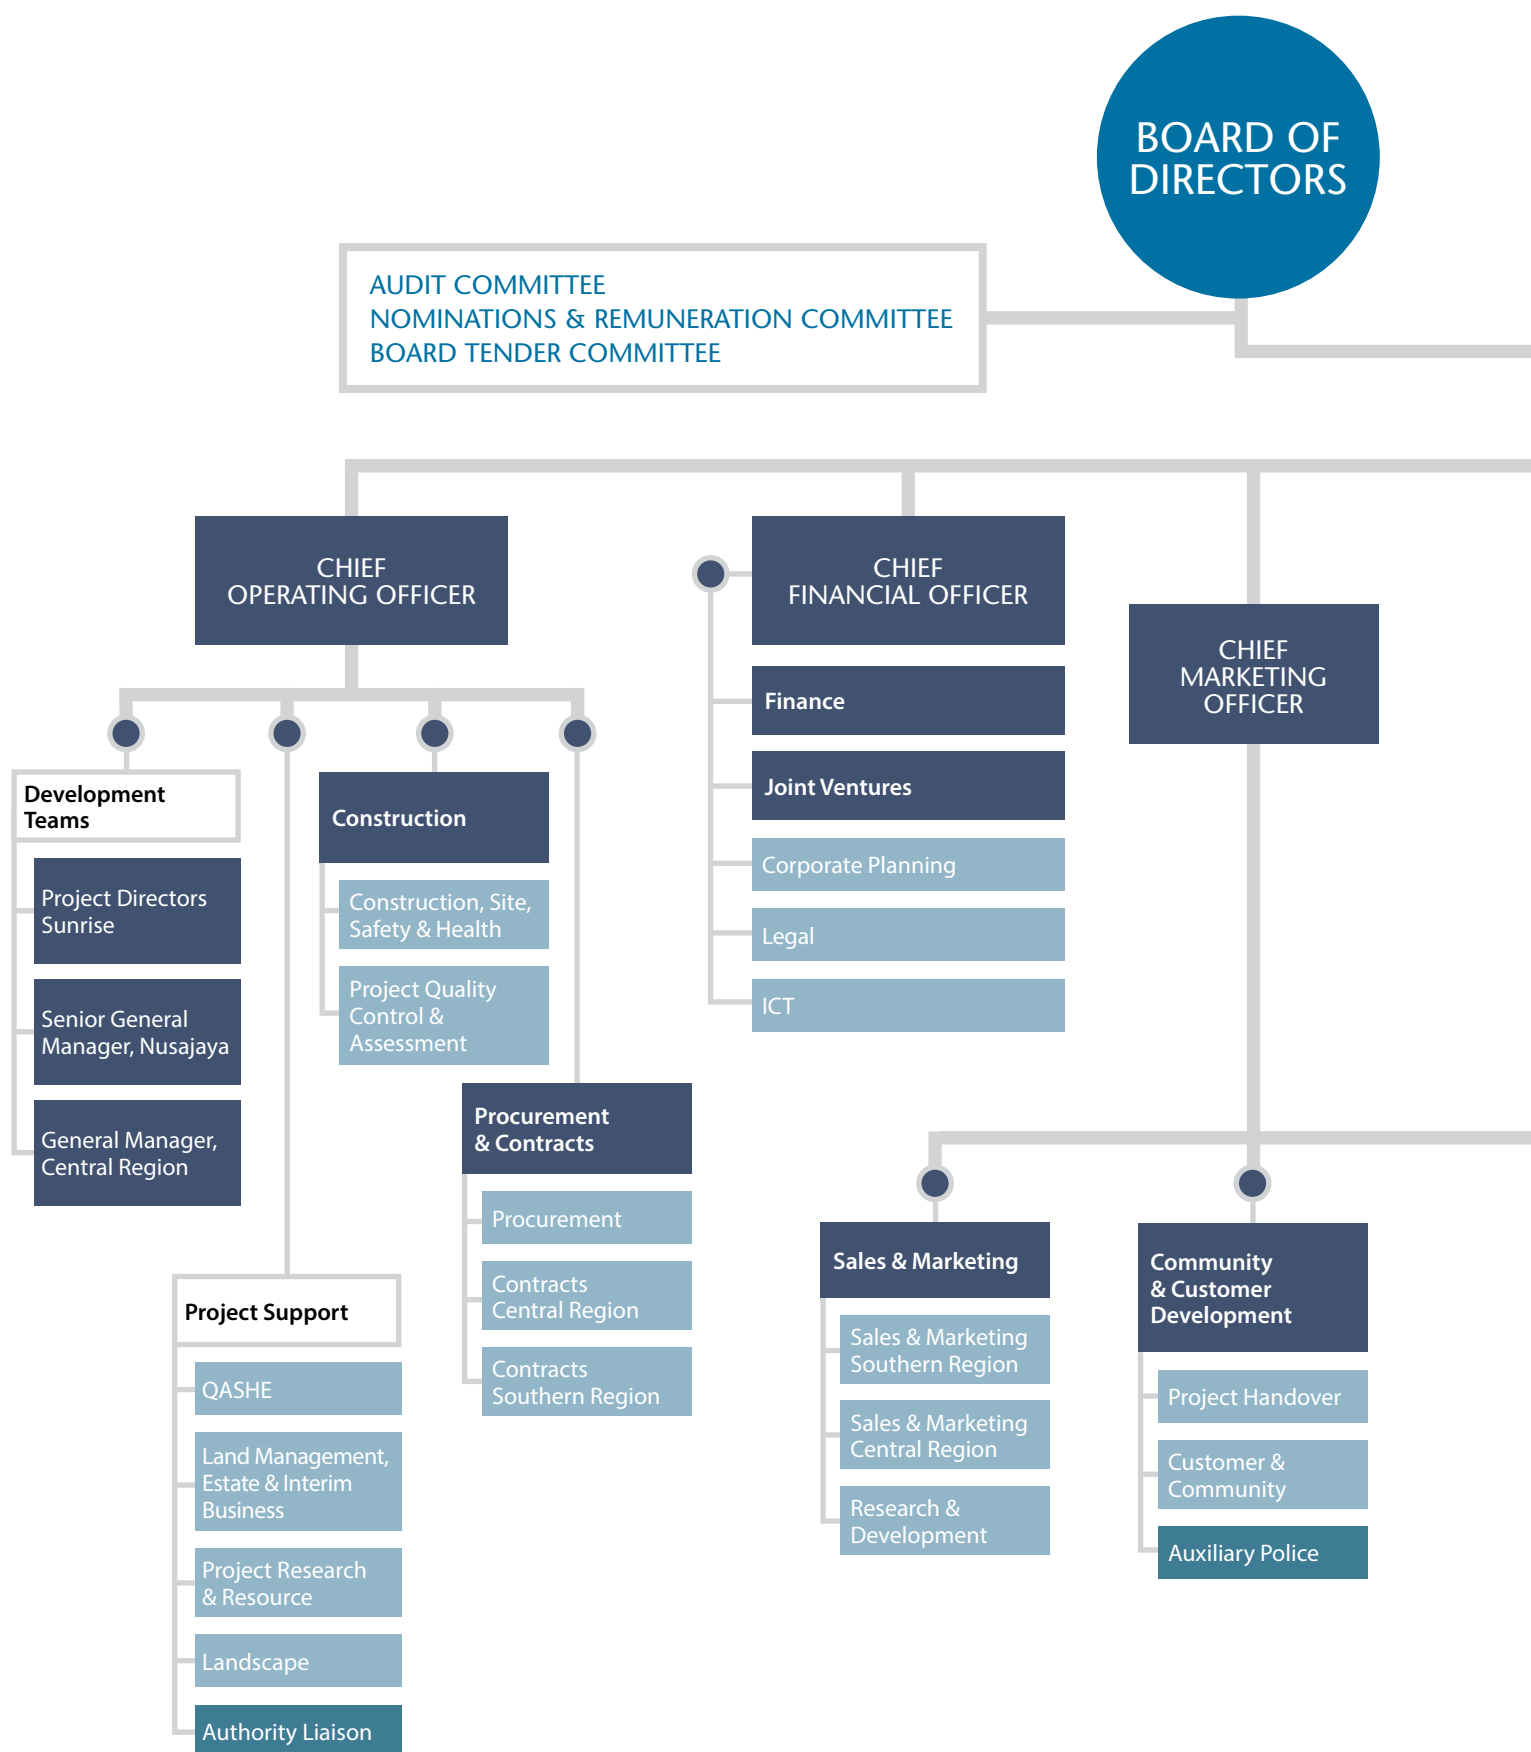 BOARD OF
DIRECTORS
AUDIT COMMITTEE
NOMINATIONS & REMUNERATION COMMITTEE
BOARD TENDER COMMITTEE
CHIEF
OPERATING OFFICER
Development
Teams
Project Directors
Sunrise
Senior General
Manager, Nusajaya
General Manager,
Central Region
Project Support
QASHE
Land Management,
Estate & Interim
Business
Project Research
& Resource
Landscape
Authority Liaison
Construction
Construction, Site,
Safety & Health
Project Quality
Control &
Assessment
Procurement
& Contracts
Procurement
Contracts
Central Region
Contracts
Southern Region
CHIEF
FINANCIAL OFFICER
Finance
Joint Ventures
Corporate Planning
Legal
ICT
CHIEF
MARKETING
OFFICER
Sales & Marketing
Sales & Marketing
Southern Region
Sales & Marketing
Central Region
Research &
Development
Community
& Customer
Development
Project Handover
Customer &
Community
Auxiliary Police